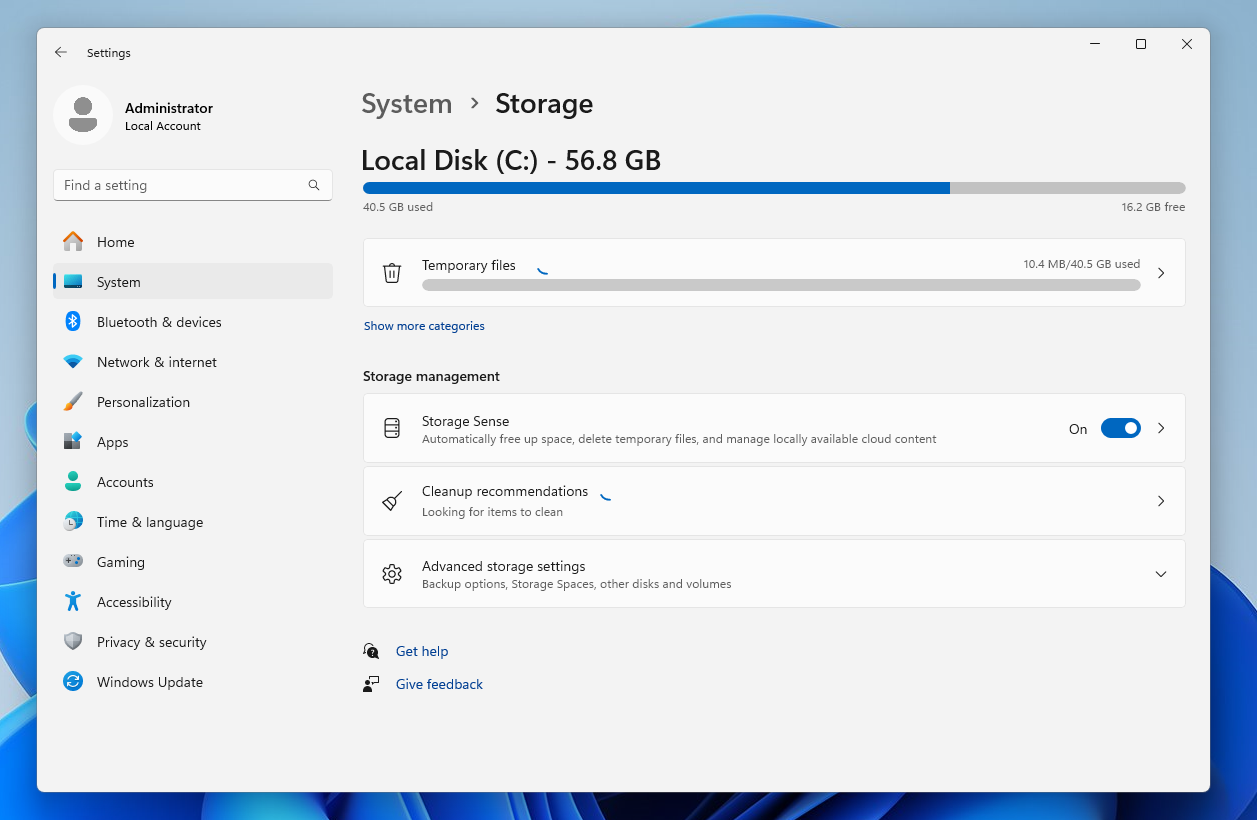 Settings
Administrator
Local Account
Find a setting
Home
System
Bluetooth & devices
Network & internet
Personalization
Apps
Accounts
Time & language
Gaming
Accessibility
Privacy & security
Windows Update
System > Storage
Local Disk (C:) - 56.8 GB
40.5 GB used
16.2 GB free
Temporary files
10.4 MB/40.5 GB used
Show more categories
Storage management
Storage Sense
Automatically free up space, delete temporary files, and manage locally available cloud content
On
Cleanup recommendations
Looking for items to clean
Advanced storage settings
Backup options, Storage Spaces, other disks and volumes
Get help
Give feedback